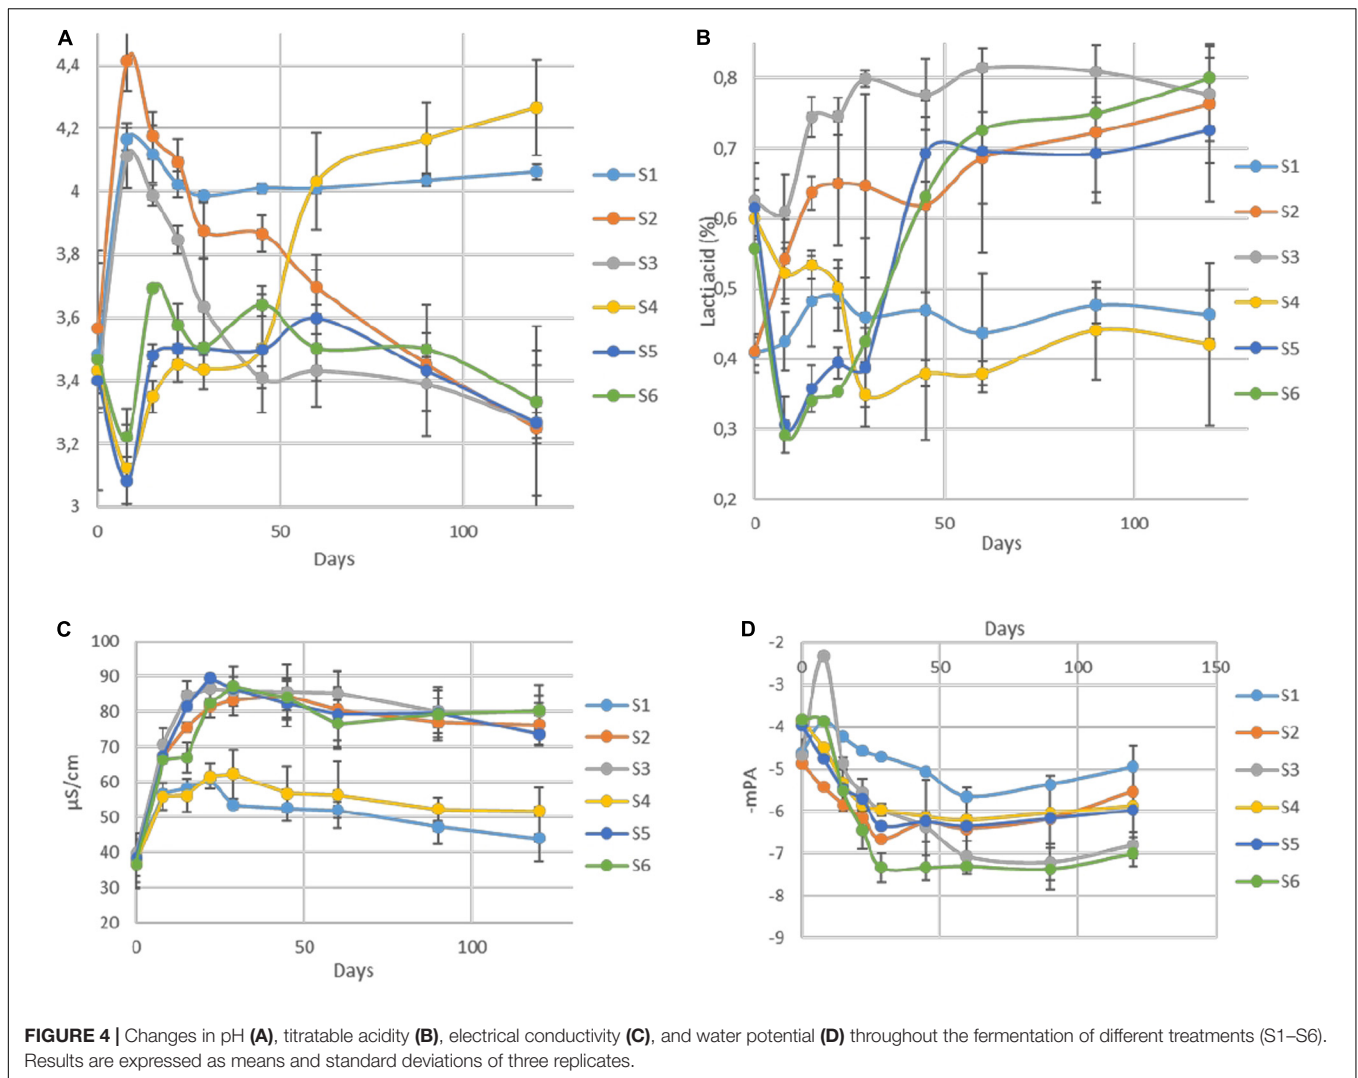 A
4,4
4,2
4
3,8
3,6
3,4
3,2
3
0
50
100
Days
S1
S2
S3
S4
S5
S6
B
Lacti acid (%)
0,8
0,7
0,6
0,5
0,4
0,3
0,2
0
50
100
Days
S1
S2
S3
S4
S5
S6
C
µS/cm
100
90
80
70
60
50
40
30
20
0
50
100
Days
S1
S2
S3
S4
S5
S6
D
Days
-mPA
-2
-3
-4
-5
-6
-7
-8
-9
0
50
100
150
S1
S2
S3
S4
S5
S6
FIGURE 4 | Changes in pH (A), titratable acidity (B), electrical conductivity (C), and water potential (D) throughout the fermentation of different treatments (S1–S6).
Results are expressed as means and standard deviations of three replicates.